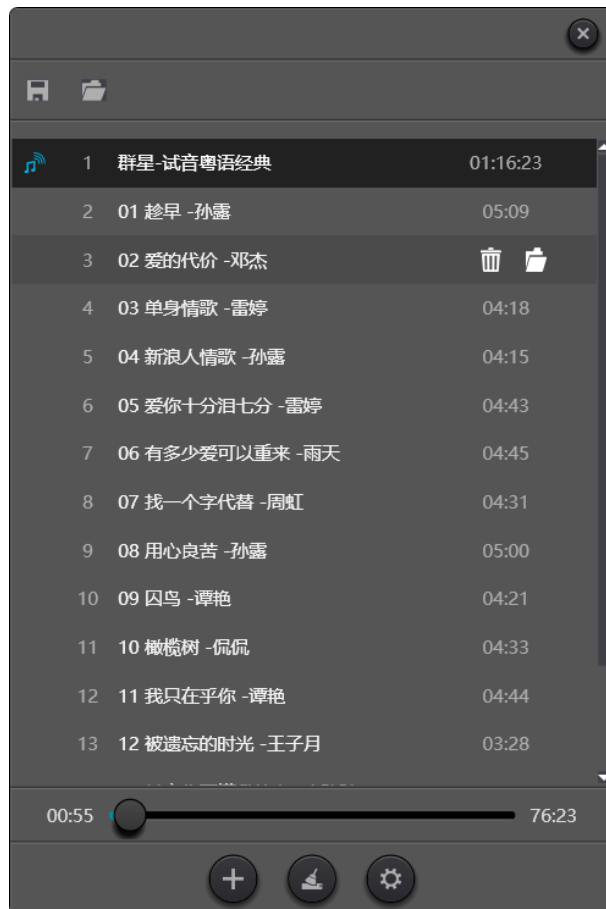 1 群星-试音粤语经典 01:16:23
2 01 趁早 -孙露 05:09
3 02 爱的代价 -邓杰
4 03 单身情歌 -雷婷 04:18
5 04 新浪人情歌 -孙露 04:15
6 05 爱你十分泪七分 -雷婷 04:43
7 06 有多少爱可以重来 -雨天 04:45
8 07 找一个字代替 -周虹 04:31
9 08 用心良苦 -孙露 05:00
10 09 囚鸟 -谭艳 04:21
11 10 橄榄树 -侃侃 04:33
12 11 我只在乎你 -谭艳 04:44
13 12 被遗忘的时光 -王子月 03:28
00:55 76:23